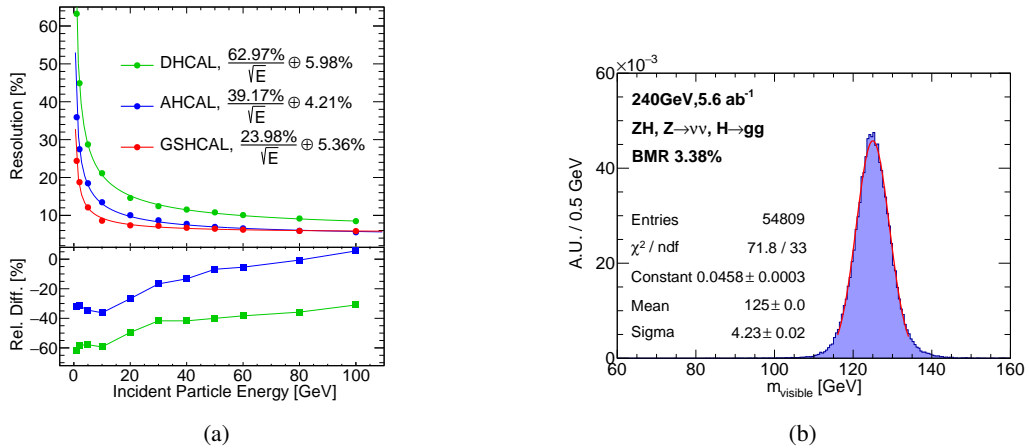 60
50
40
30
20
10
Resolution [%]
DHCAL, 62.97%/√E ⊕ 5.98%
AHCAL, 39.17%/√E ⊕ 4.21%
GSHCAL, 23.98%/√E ⊕ 5.36%
0
−20
−40
−60
Rel. Diff. [%]
0 20 40 60 80 100
Incident Particle Energy [GeV]
(a)
×10⁻³
60
40
20
0
A.U. / 0.5 GeV
240GeV,5.6 ab⁻¹
ZH, Z→νν, H→gg
BMR 3.38%
Entries 54809
χ² / ndf 71.8 / 33
Constant 0.0458 ± 0.0003
Mean 125 ± 0.0
Sigma 4.23 ± 0.02
60 80 100 120 140 160
m_visible [GeV]
(b)